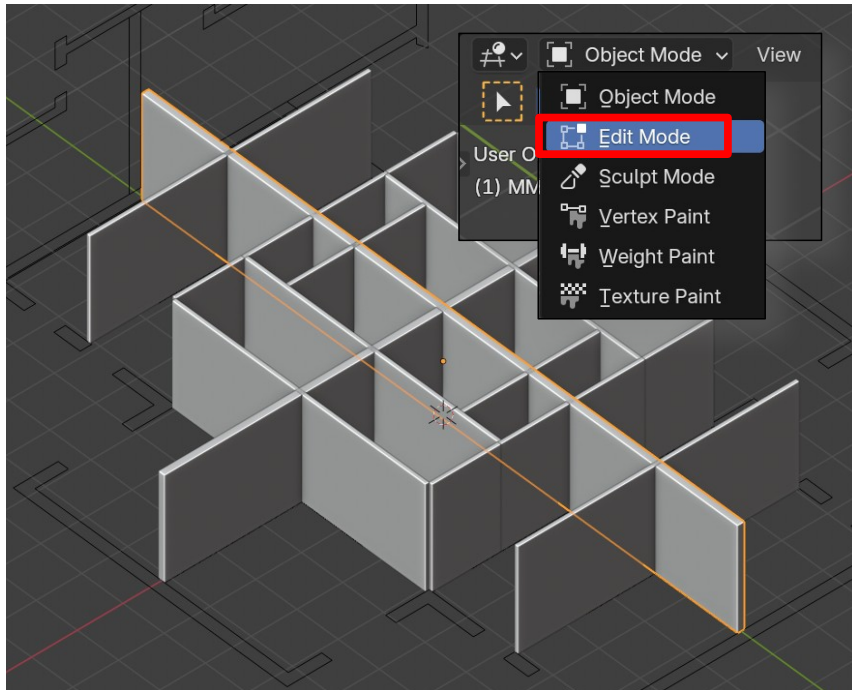 Object Mode View
Object Mode
Edit Mode
User O
Sculpt Mode
(1) MM
Vertex Paint
Weight Paint
Texture Paint